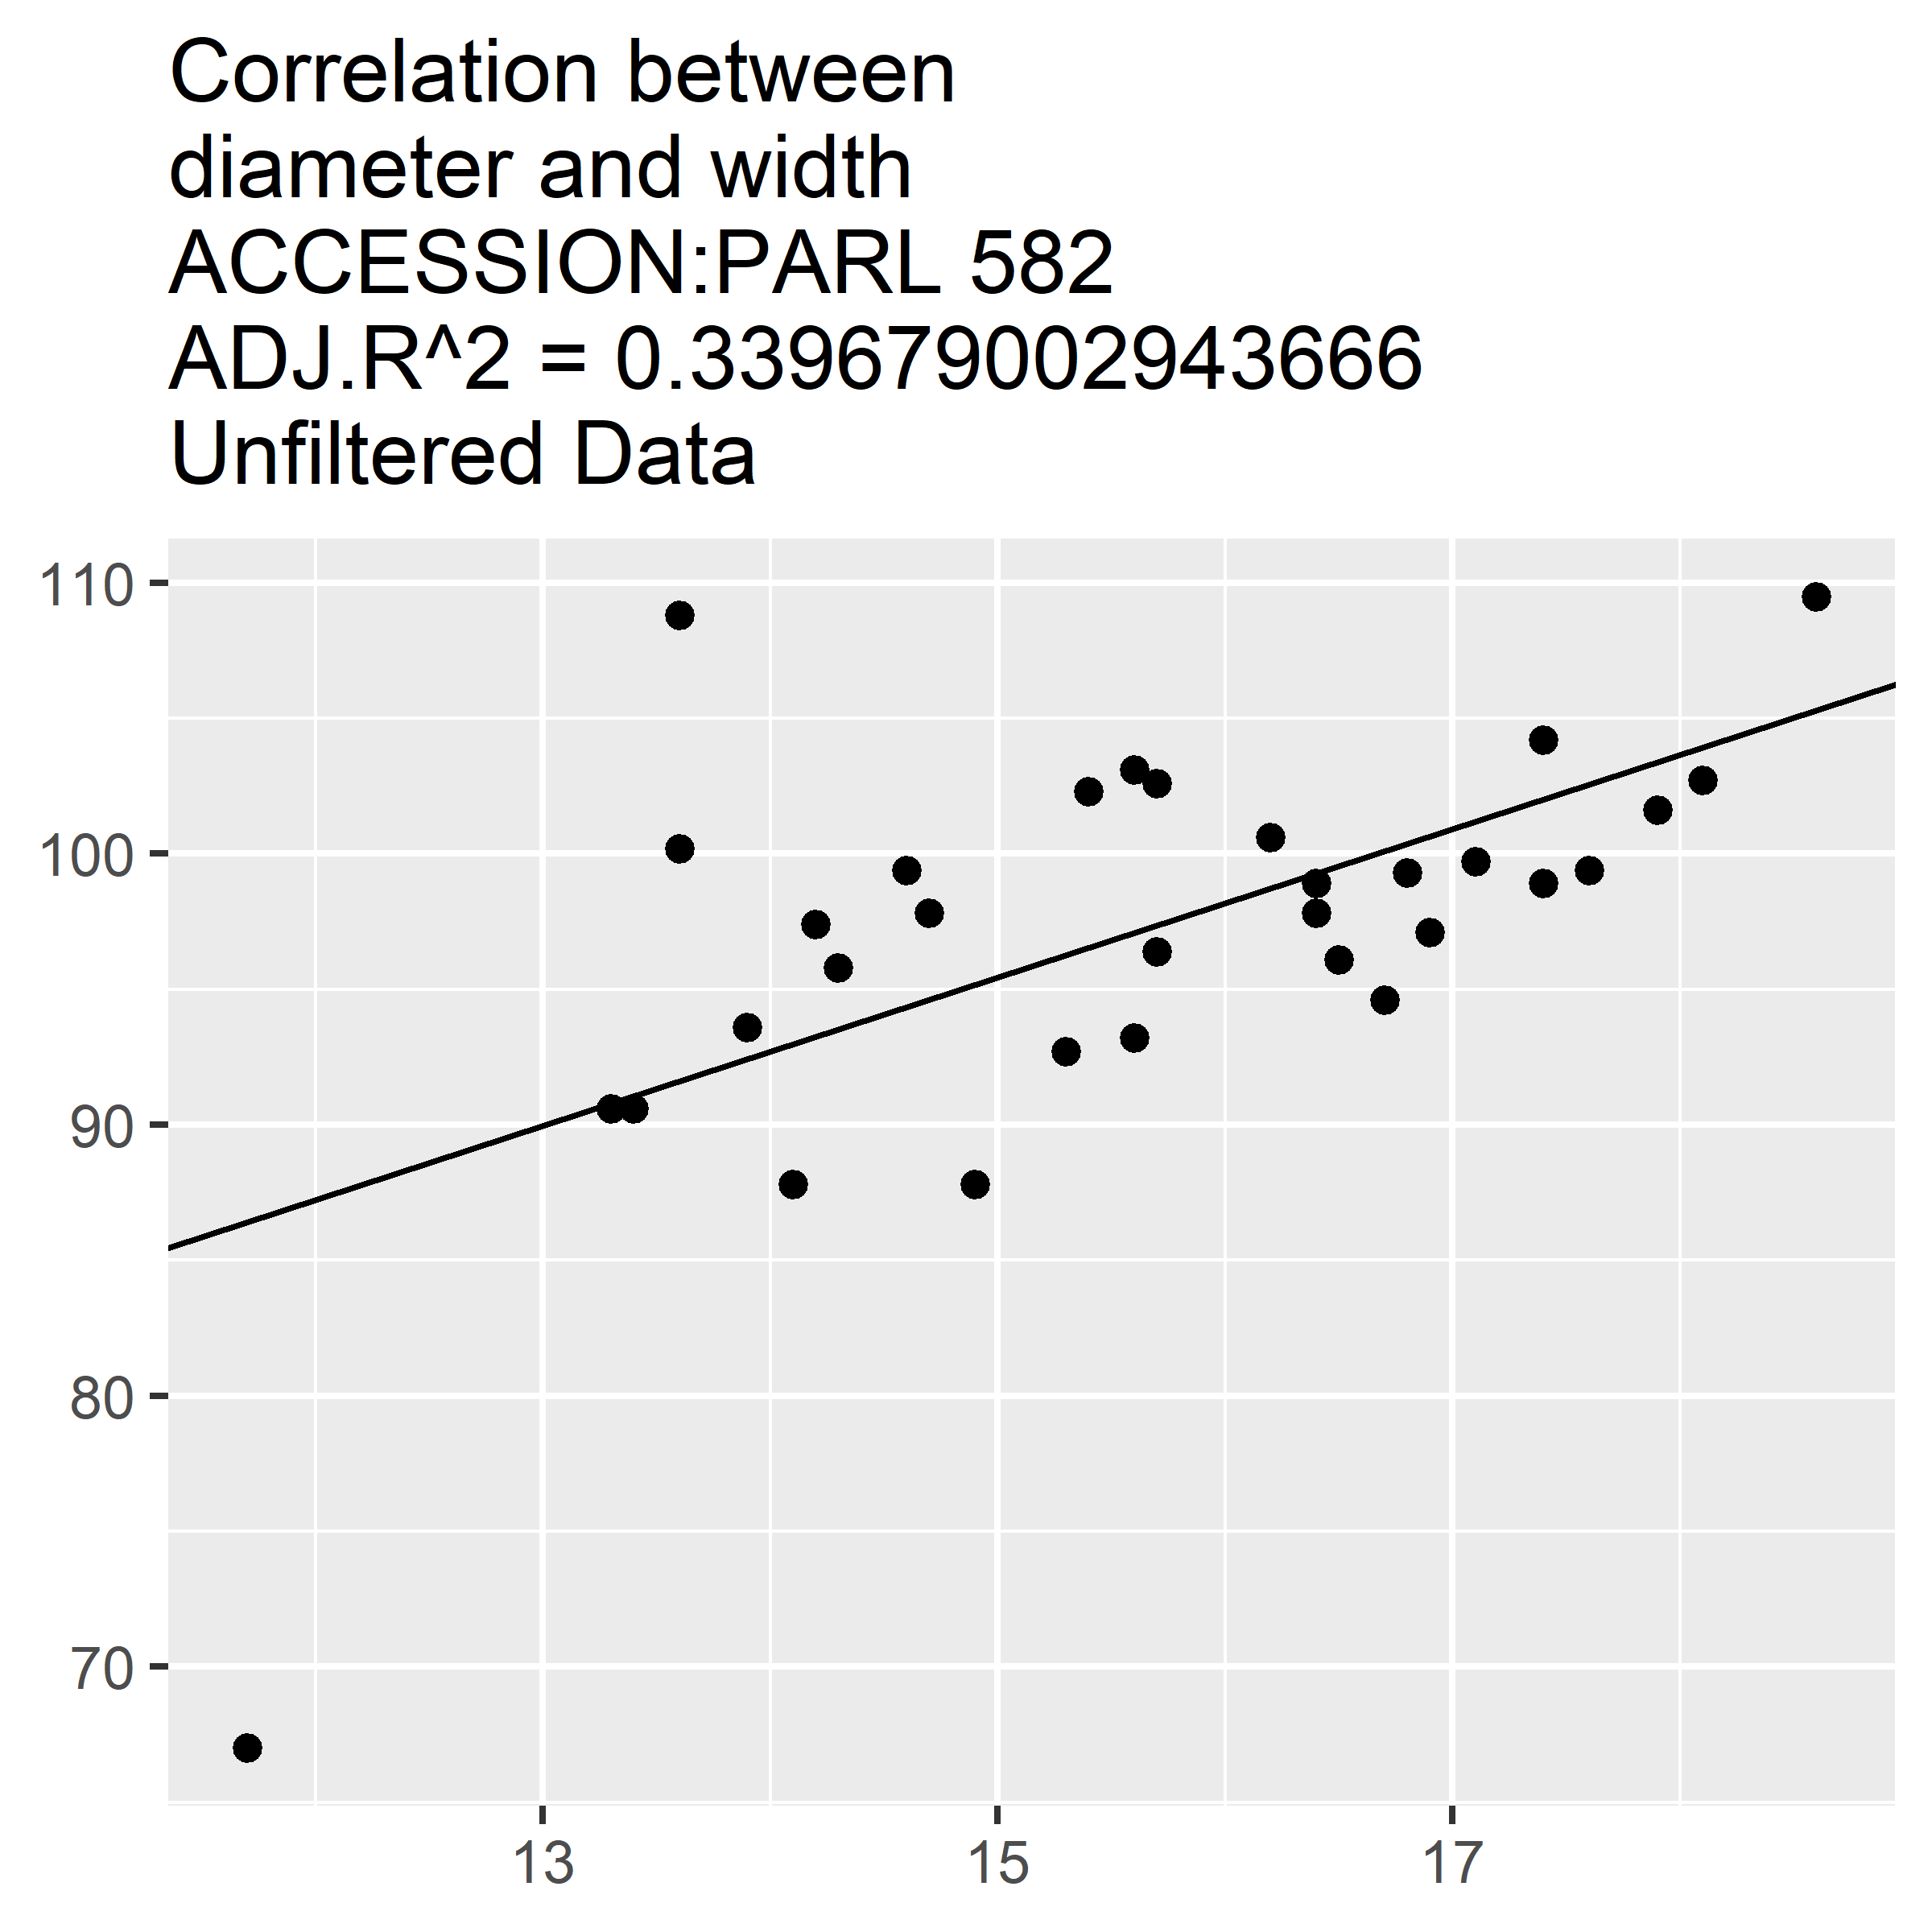 Correlation between
diameter and width
ACCESSION:PARL 582
ADJ.R^2 = 0.339679002943666
Unfiltered Data
110
100
90
80
70
13 15 17